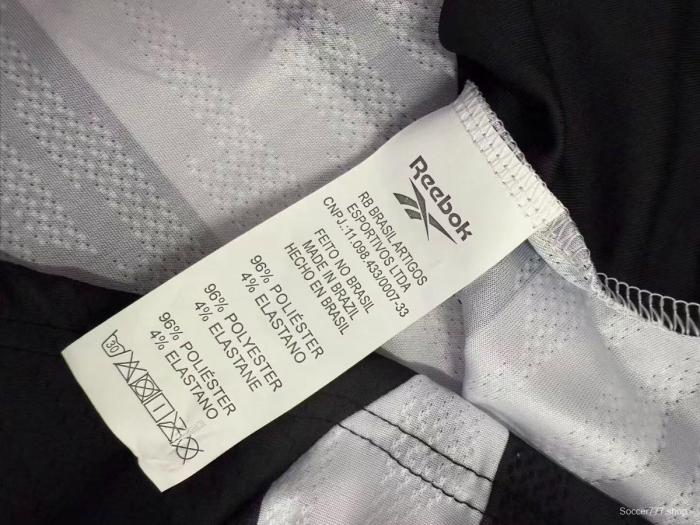 Reebok
RB BRASIL ARTIGOS
ESPORTIVOS LTDA
CNPJ.:11.098.433/0007-33
FEITO NO BRASIL
MADE IN BRAZIL
HECHO EN BRASIL
96% POLIÉSTER
4% ELASTANO
96% POLYESTER
4% ELASTANE
96% POLIÉSTER
4% ELASTANO
30
Soccer777.shop